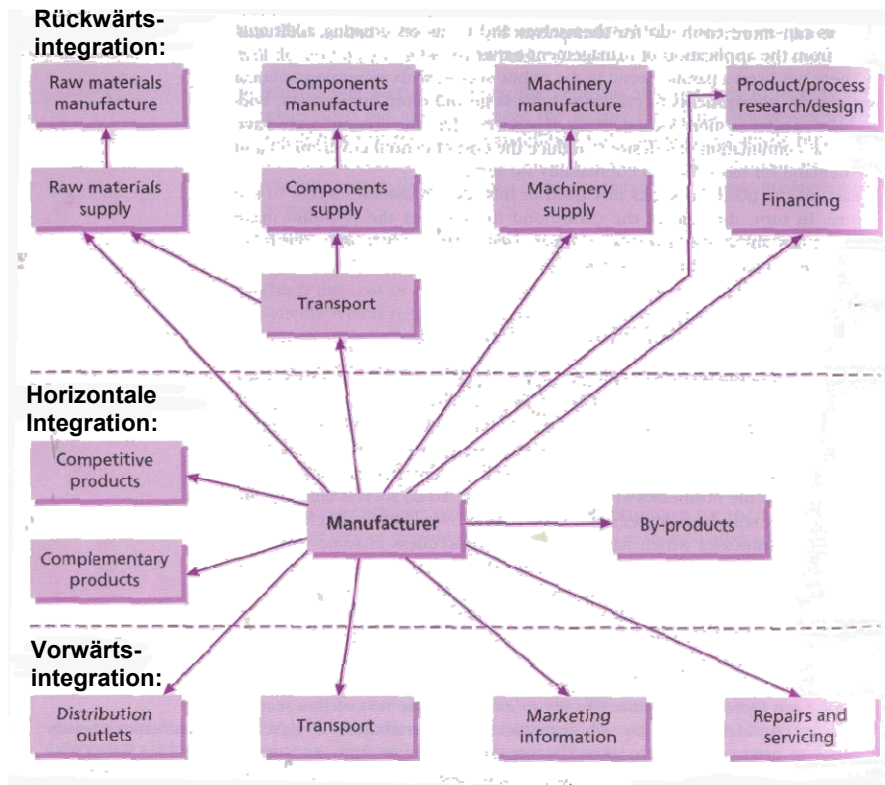 Rückwärts-
integration:
Raw materials
manufacture
Components
manufacture
Machinery
manufacture
Product/process
research/design
Raw materials
supply
Components
supply
Machinery
supply
Financing
Transport
Horizontale
Integration:
Competitive
products
Manufacturer
By-products
Complementary
products
Vorwärts-
integration:
Distribution
outlets
Transport
Marketing
information
Repairs and
servicing